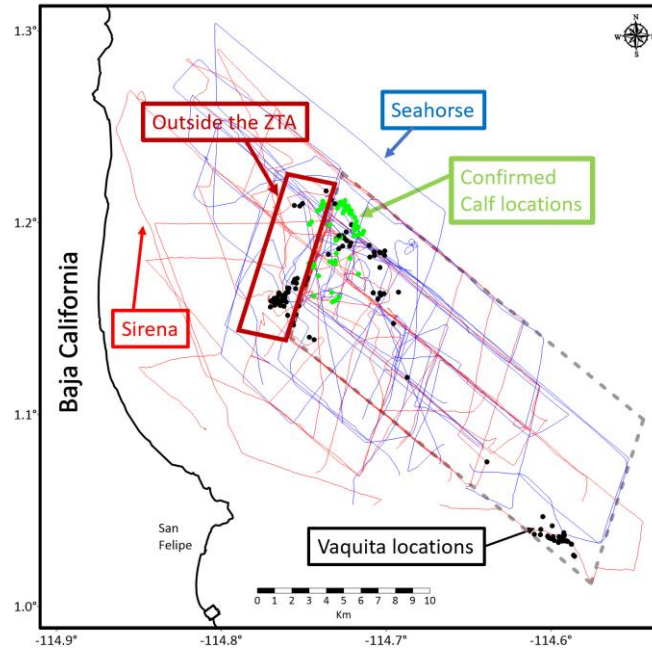 1.3°
N
W
E
S
Outside the ZTA
Seahorse
Confirmed
Calf locations
1.2°
Sirena
Baja California
1.1°
San
Felipe
Vaquita locations
1.0°
0 1 2 3 4 5 6 7 8 9 10
Km
-114.9° -114.8° -114.7° -114.6°